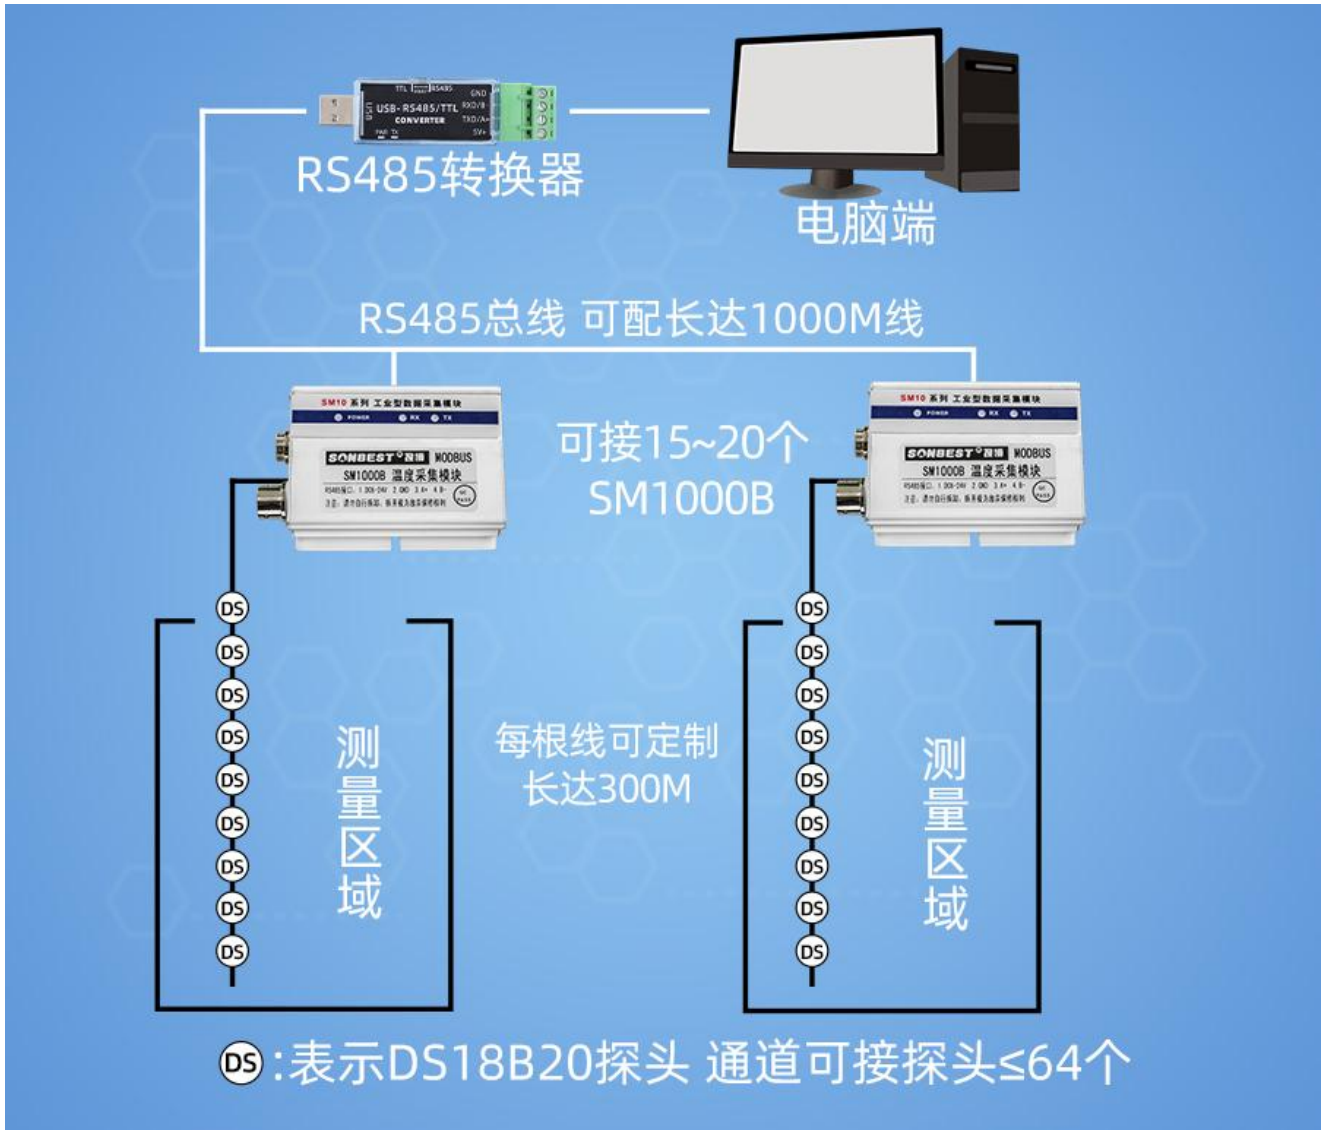 TTL RS485
GND
USB
USB-RS485/TTL
RXD/B-
CONVERTER
TXD/A+
PWR TX
5V+
RS485转换器
电脑端
RS485总线 可配长达1000M线
SM10 系列 工业型数据采集模块
POWER RX TX
SONBEST
MODBUS
SM1000B 温度采集模块
QC
PASS
SM10 系列 工业型数据采集模块
POWER RX TX
SONBEST
MODBUS
SM1000B 温度采集模块
QC
PASS
可接15~20个
SM1000B
DS
DS
DS
DS
DS
DS
DS
DS
DS
测量区域
每根线可定制
长达300M
DS
DS
DS
DS
DS
DS
DS
DS
DS
测量区域
DS:表示DS18B20探头 通道可接探头≤64个